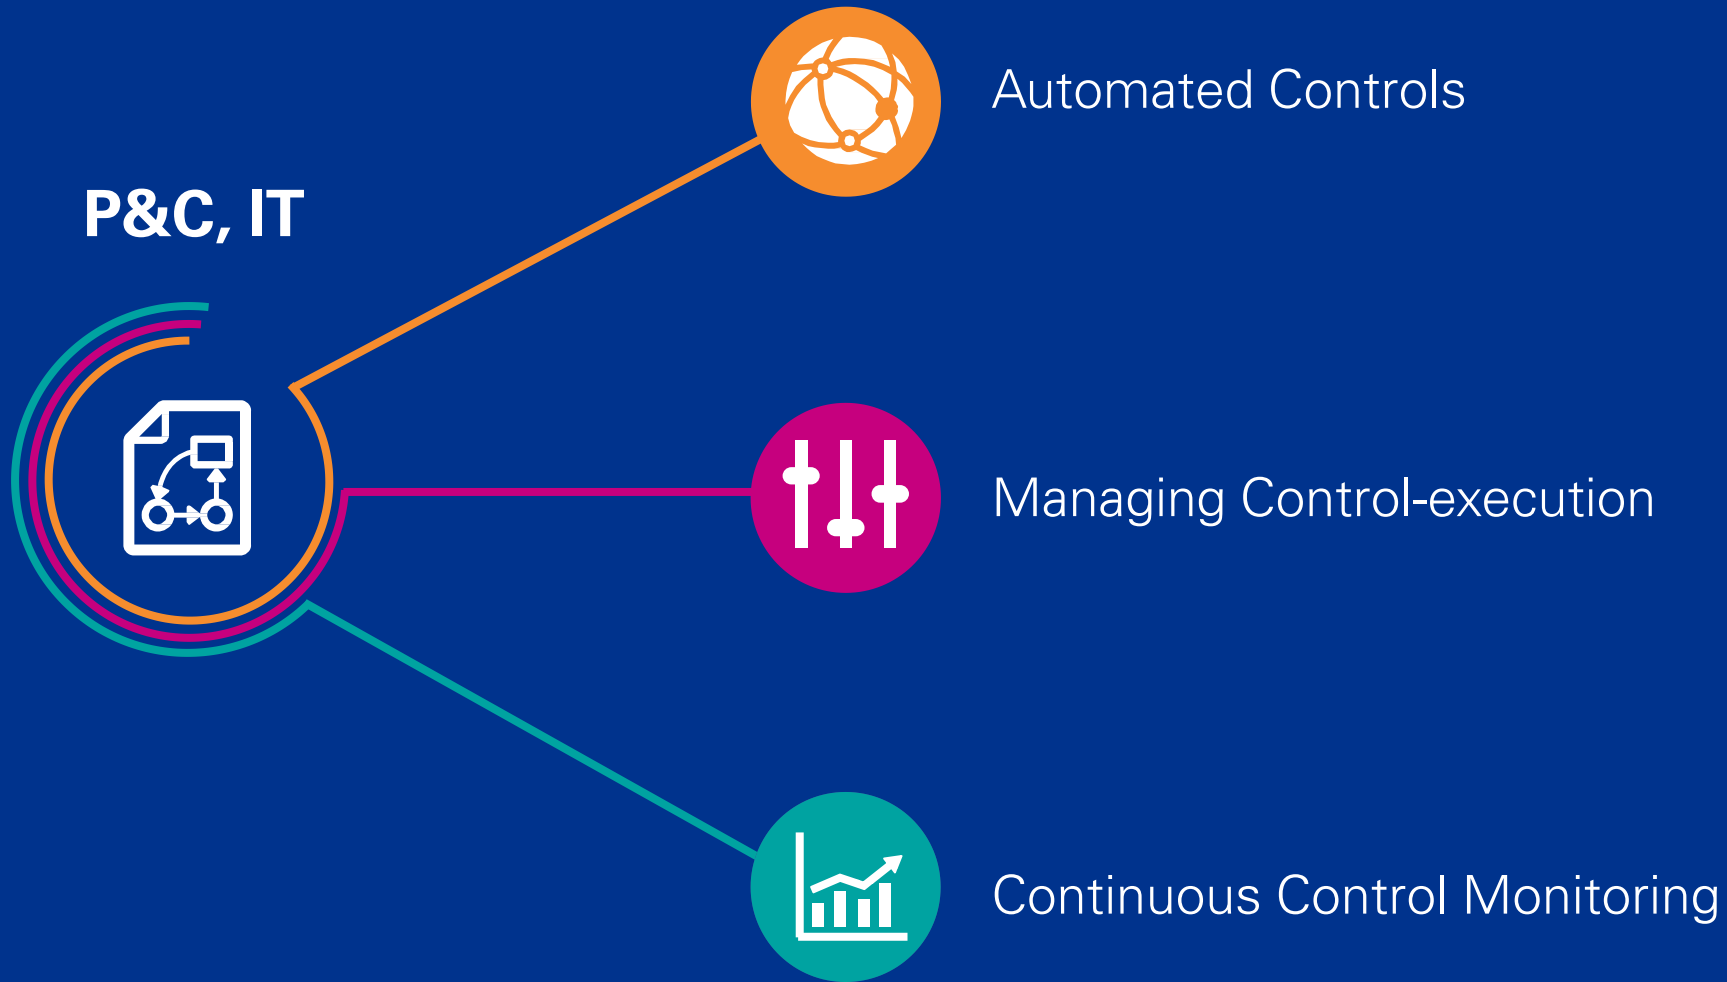 P&C, IT
Automated Controls
Managing Control-execution
Continuous Control Monitoring